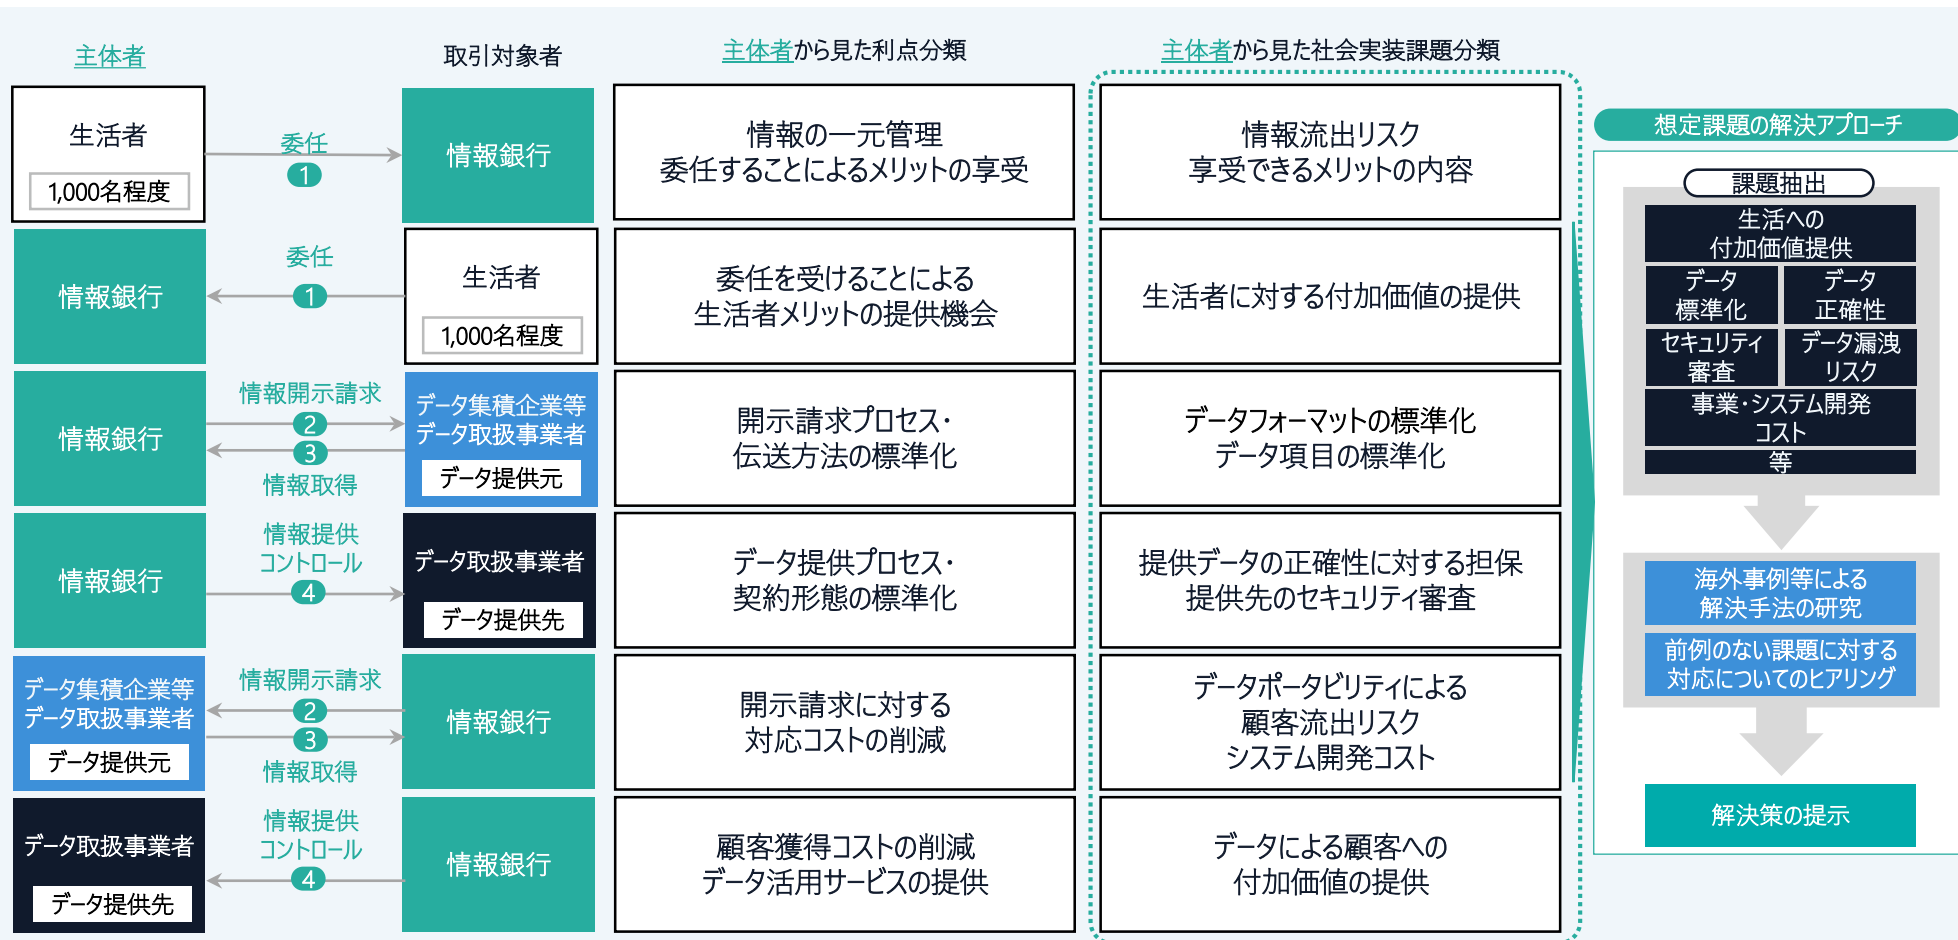 主体者
取引対象者
主体者から見た利点分類
主体者から見た社会実装課題分類
生活者
1,000名程度
委任
1
情報銀行
情報の一元管理
委任することによるメリットの享受
情報流出リスク
享受できるメリットの内容
情報銀行
委任
1
生活者
1,000名程度
委任を受けることによる
生活者メリットの提供機会
生活者に対する付加価値の提供
情報銀行
情報開示請求
2
3
情報取得
データ集積企業等
データ取扱事業者
データ提供元
開示請求プロセス・
伝送方法の標準化
データフォーマットの標準化
データ項目の標準化
情報銀行
情報提供
コントロール
4
データ取扱事業者
データ提供先
データ提供プロセス・
契約形態の標準化
提供データの正確性に対する担保
提供先のセキュリティ審査
データ集積企業等
データ取扱事業者
データ提供元
情報開示請求
2
3
情報取得
情報銀行
開示請求に対する
対応コストの削減
データポータビリティによる
顧客流出リスク
システム開発コスト
データ取扱事業者
データ提供先
情報提供
コントロール
4
情報銀行
顧客獲得コストの削減
データ活用サービスの提供
データによる顧客への
付加価値の提供
想定課題の解決アプローチ
課題抽出
生活への
付加価値提供
データ
標準化
データ
正確性
セキュリティ
審査
データ漏洩
リスク
事業・システム開発
コスト
等
海外事例等による
解決手法の研究
前例のない課題に対する
対応についてのヒアリング
解決策の提示